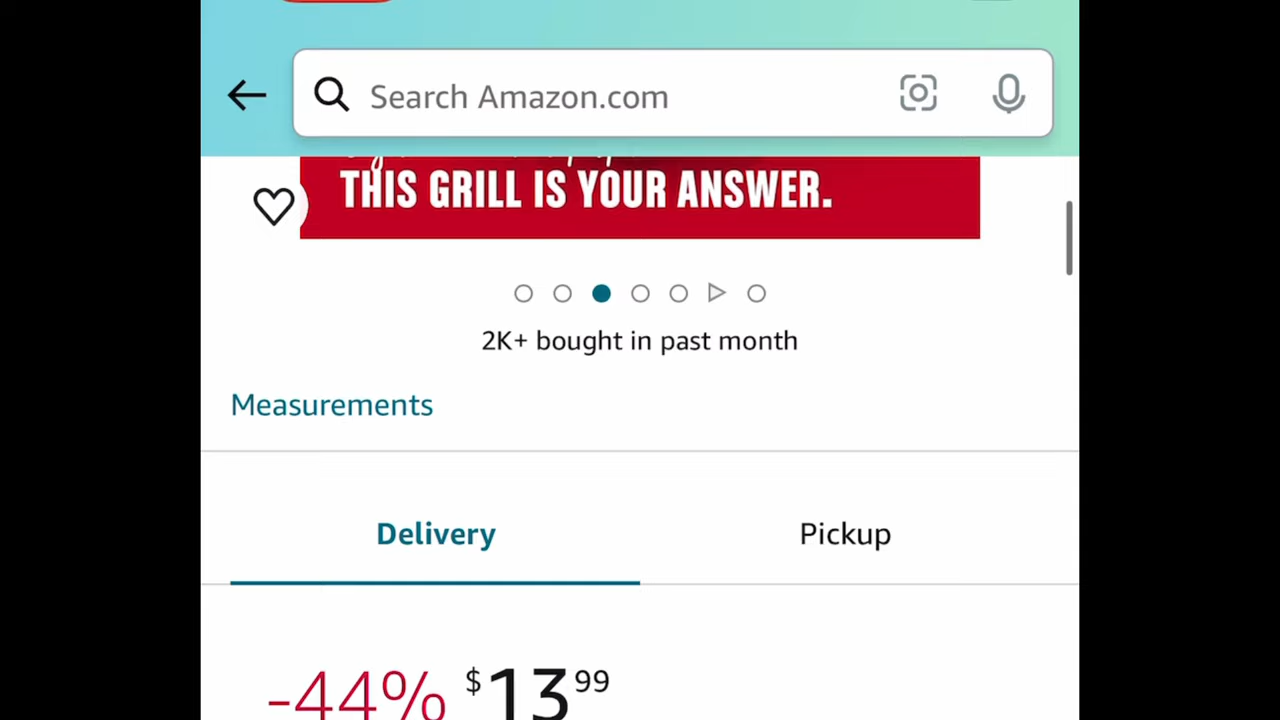 Search Amazon.com
THIS GRILL IS YOUR ANSWER.
2K+ bought in past month
Measurements
Delivery
Pickup
-44% $13 99